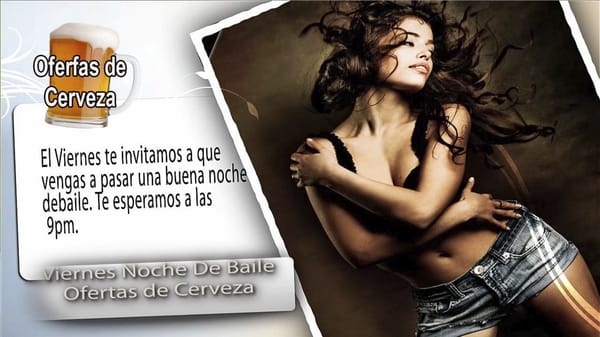 Oferfas de
Cerveza
El Viernes te invitamos a que
vengas a pasar una buena noche
debaile. Te esperamos a las
9pm.
Viernes Noche De Baile
Ofertas de Cerveza